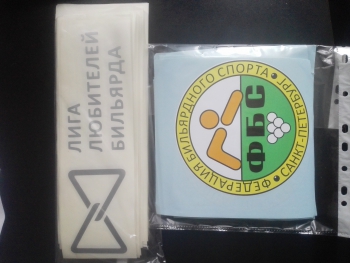 ЛИГА
ЛЮБИТЕЛЕЙ
БИЛЬЯРДА
ФЕДЕРАЦИЯ БИЛЬЯРДНОГО СПОРТА
САНКТ-ПЕТЕРБУРГ
ФБС